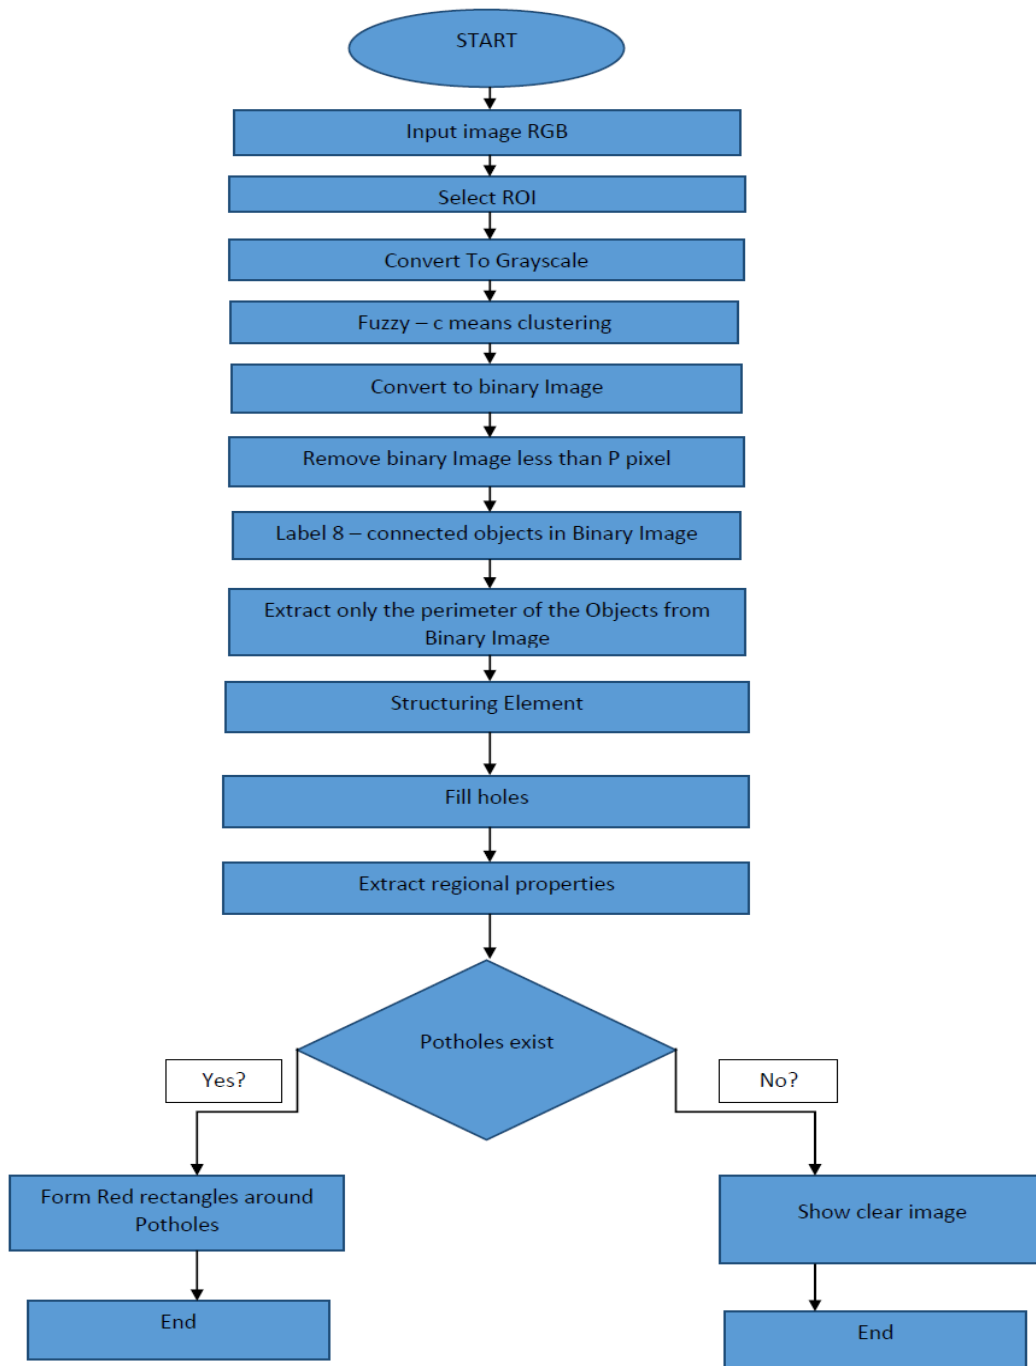 START
Input image RGB
Select ROI
Convert To Grayscale
Fuzzy – c means clustering
Convert to binary Image
Remove binary Image less than P pixel
Label 8 – connected objects in Binary Image
Extract only the perimeter of the Objects from
Binary Image
Structuring Element
Fill holes
Extract regional properties
Potholes exist
Yes?
No?
Form Red rectangles around
Potholes
Show clear image
End
End